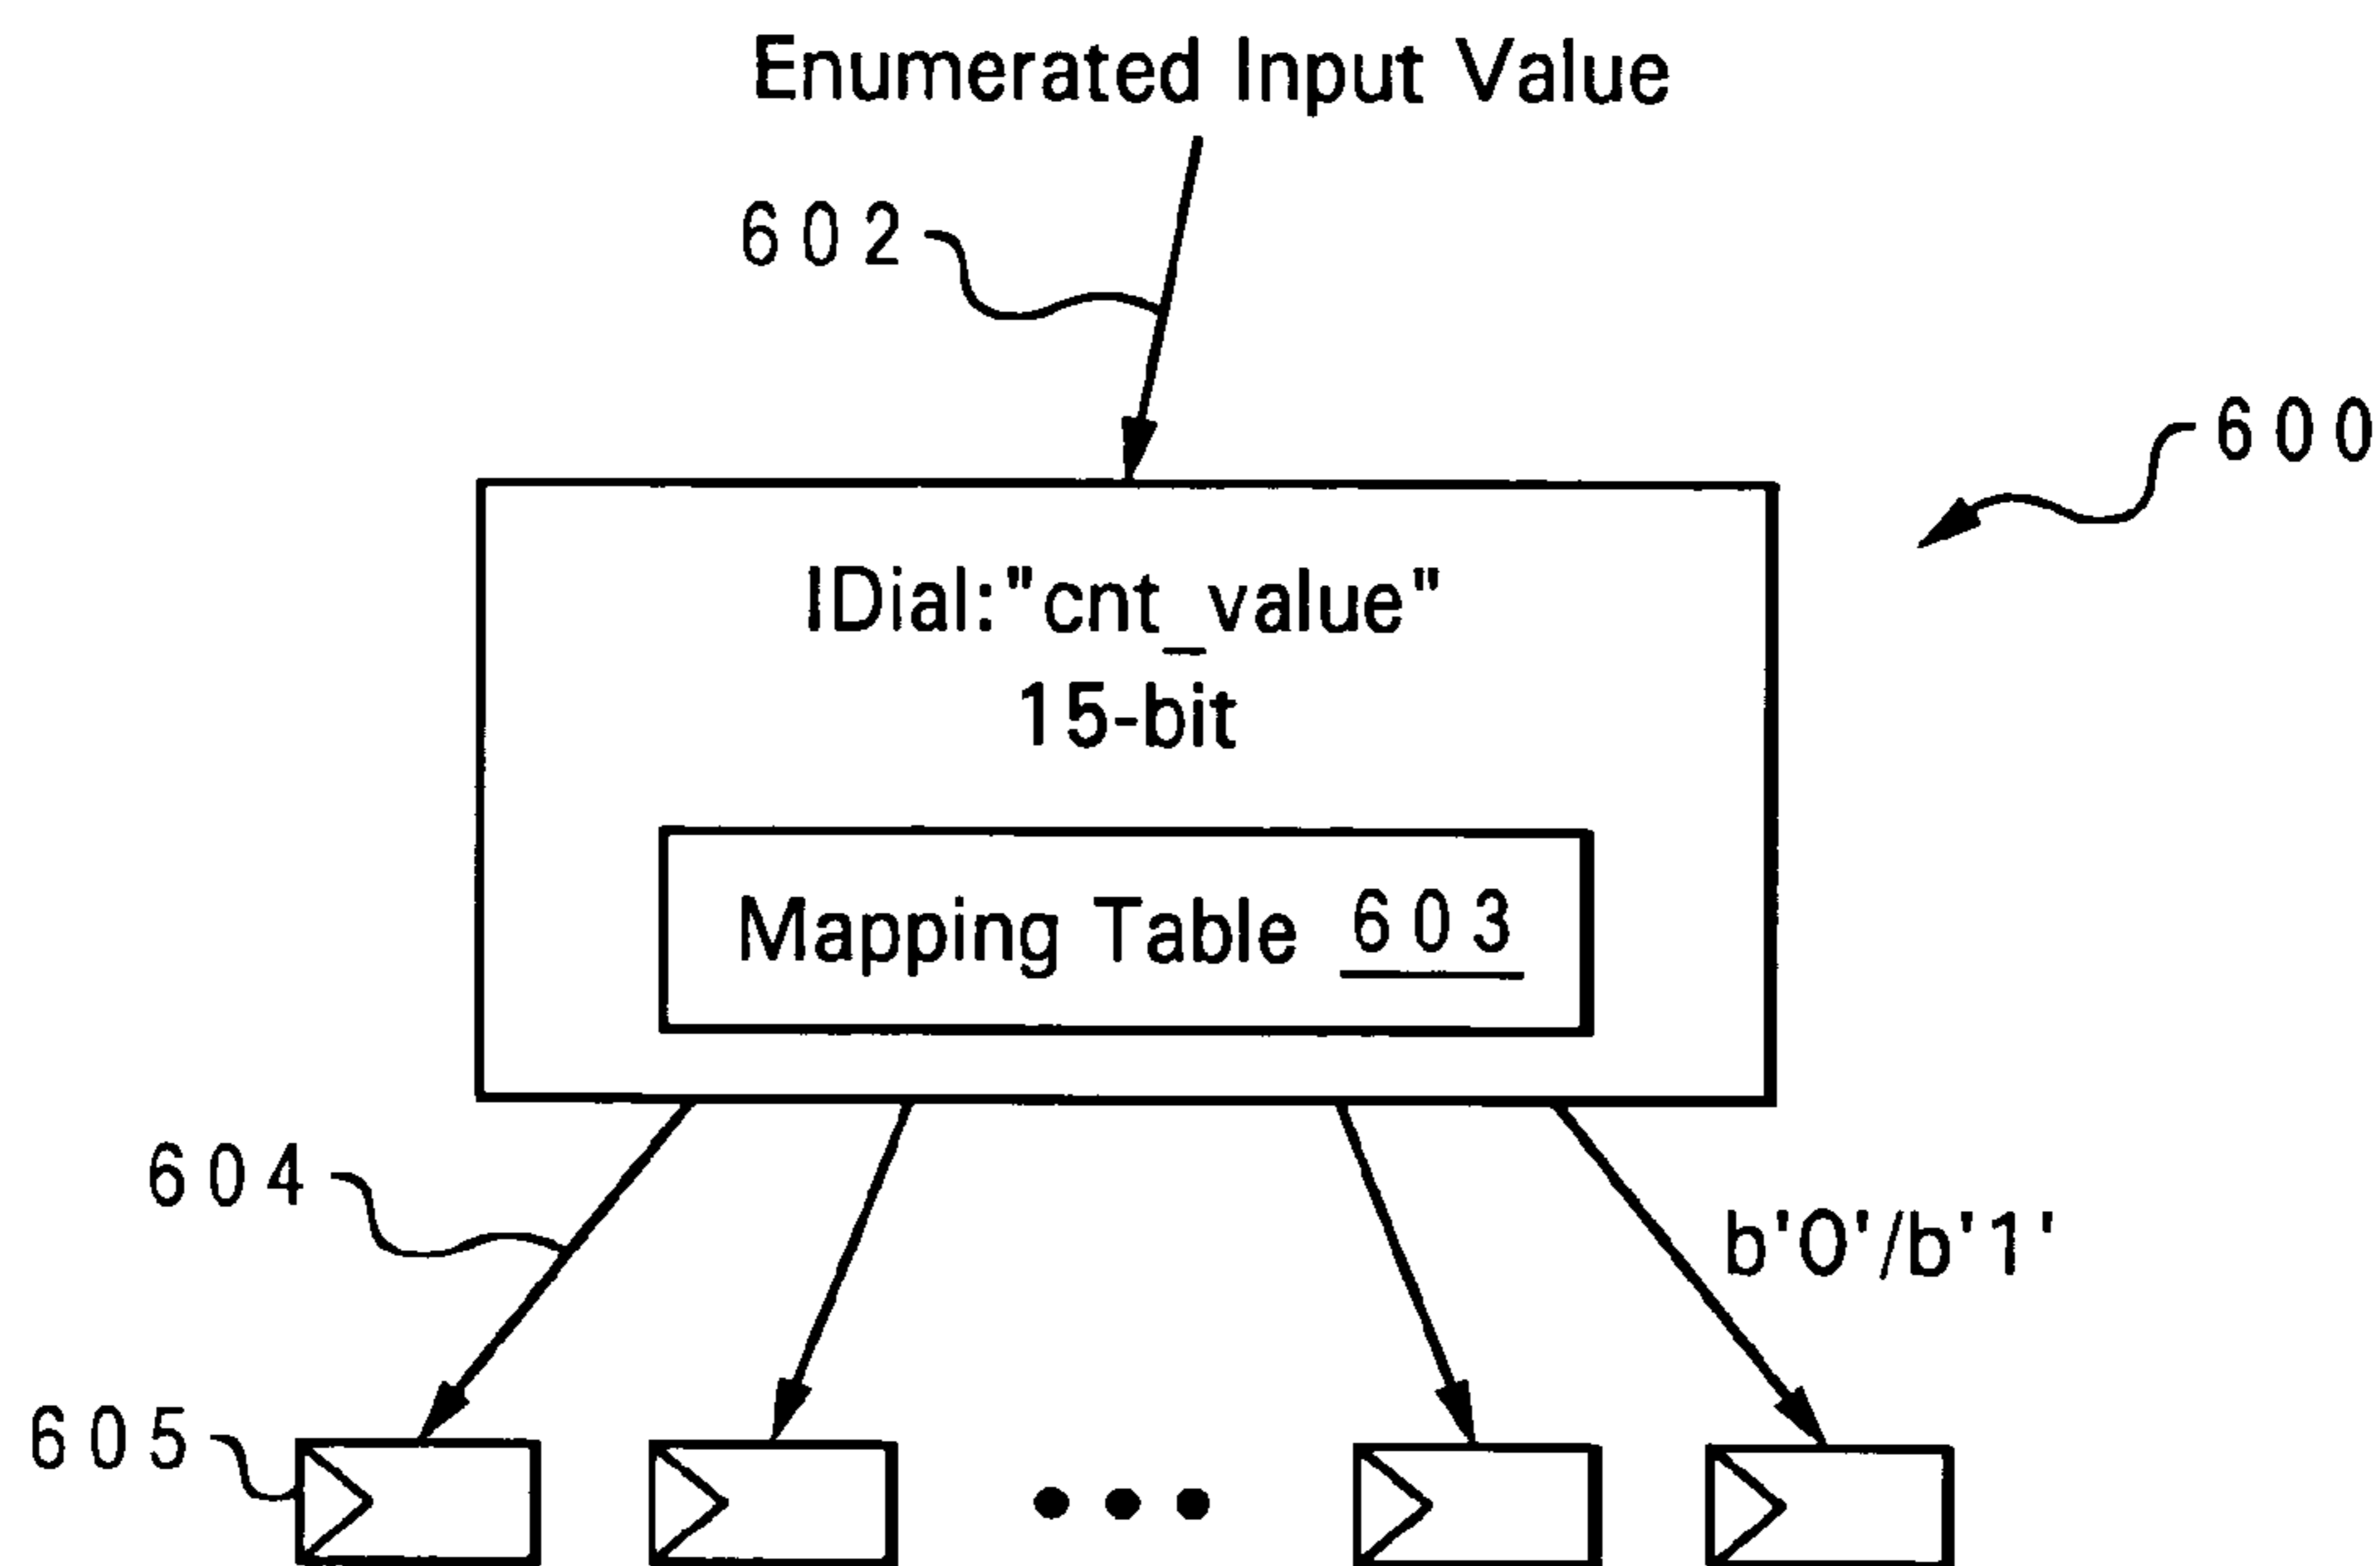 Enumerated Input Value
602
600
IDial:"cnt_value"
15-bit
Mapping Table 603
604
b'0'/b'1'
605